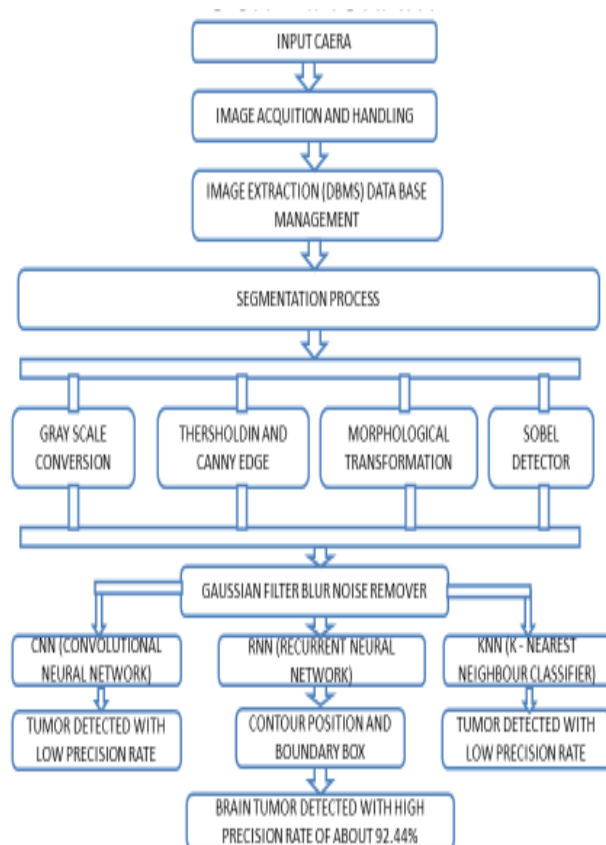 INPUT CAERA
IMAGE ACQUITION AND HANDLING
IMAGE EXTRACTION (DBMS) DATA BASE
MANAGEMENT
SEGMENTATION PROCESS
GRAY SCALE
CONVERSION
THERSHOLDIN AND
CANNY EDGE
MORPHOLOGICAL
TRANSFORMATION
SOBEL
DETECTOR
GAUSSIAN FILTER BLUR NOISE REMOVER
CNN (CONVOLUTIONAL
NEURAL NETWORK)
RNN (RECURRENT NEURAL
NETWORK)
KNN (K - NEAREST
NEIGHBOUR CLASSIFIER)
TUMOR DETECTED WITH
LOW PRECISION RATE
CONTOUR POSITION AND
BOUNDARY BOX
TUMOR DETECTED WITH
LOW PRECISION RATE
BRAIN TUMOR DETECTED WITH HIGH
PRECISION RATE OF ABOUT 92.44%